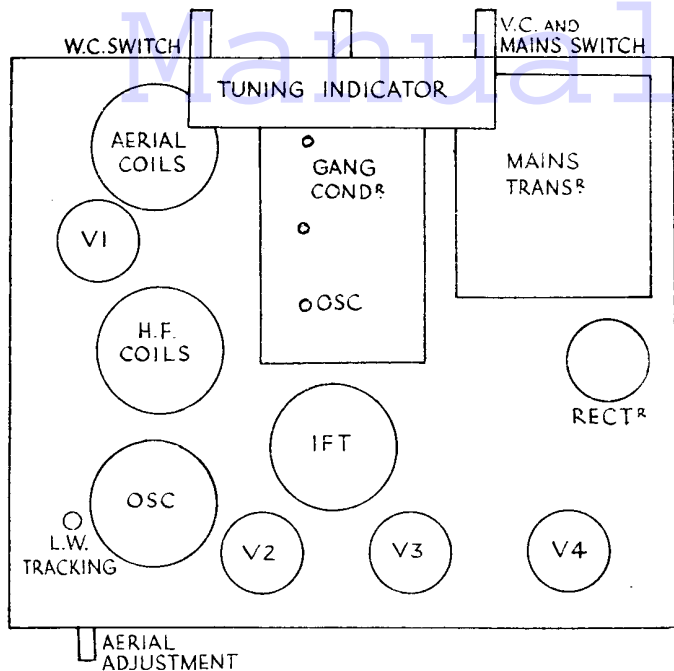 Manual
W.C. SWITCH
V.C. AND
MAINS SWITCH
TUNING INDICATOR
AERIAL
COILS
GANG
CONDR
MAINS
TRANSR
V1
OSC
H.F.
COILS
RECTR
IFT
OSC
L.W.
TRACKING
V2
V3
V4
AERIAL
ADJUSTMENT